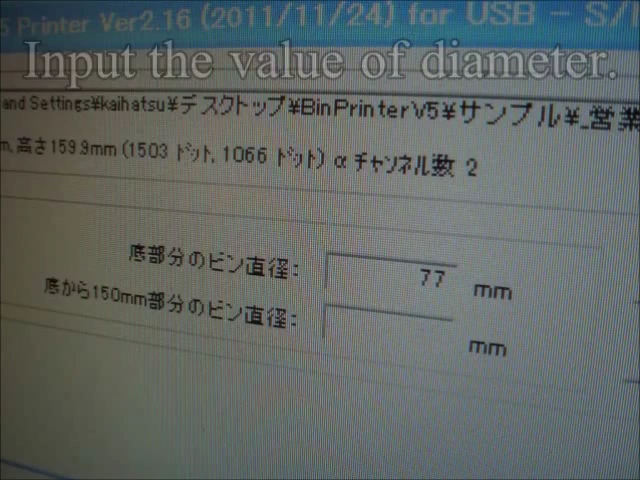 5 Printer Ver2.16 (2011/11/24) for USB - S/
Input the value of diameter.
and Settings¥kaihatsu¥デスクトップ¥BinPrinterV5¥サンプル¥_営業
m, 高さ159.9mm (1503 ドット, 1066 ドット) α チャンネル数 2
底部分のビン直径: 77 mm
底から150mm部分のビン直径: mm